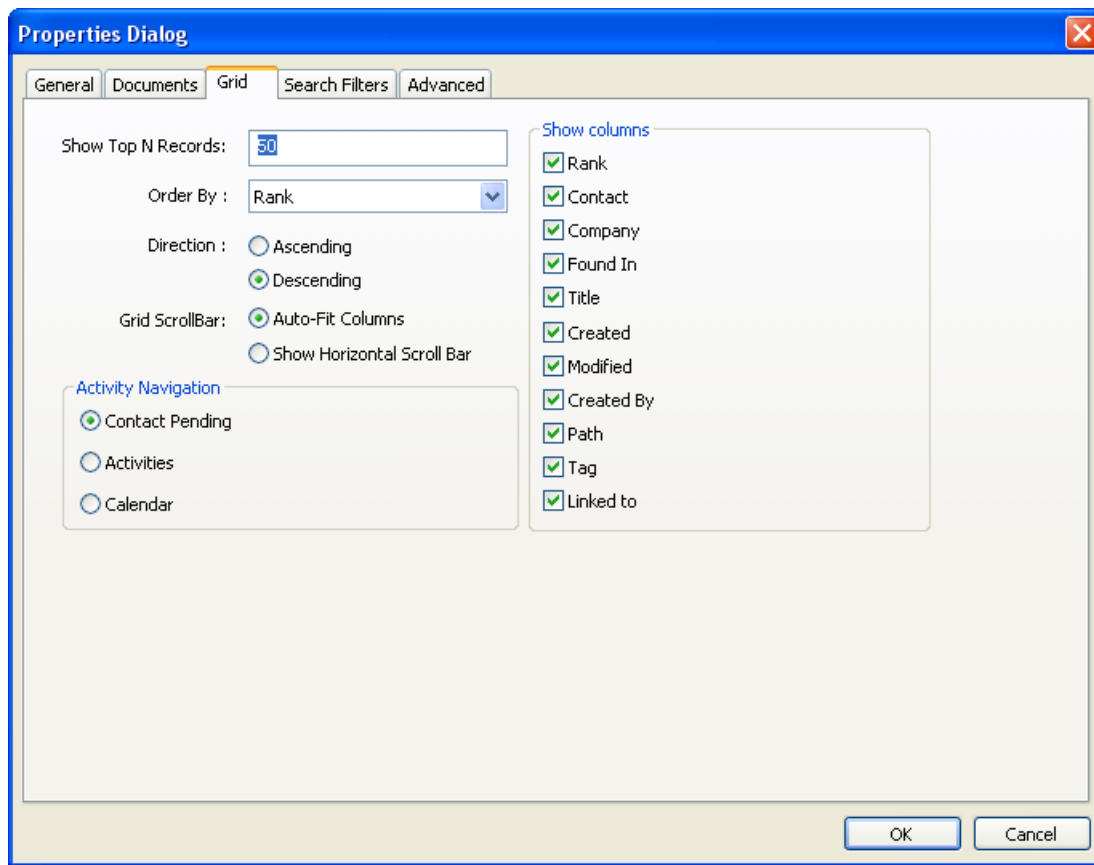 Properties Dialog
General Documents Grid Search Filters Advanced
Show Top N Records: 50
Order By : Rank
Direction : Ascending
Descending
Grid ScrollBar: Auto-Fit Columns
Show Horizontal Scroll Bar
Activity Navigation
Contact Pending
Activities
Calendar
Show columns
Rank
Contact
Company
Found In
Title
Created
Modified
Created By
Path
Tag
Linked to
OK Cancel